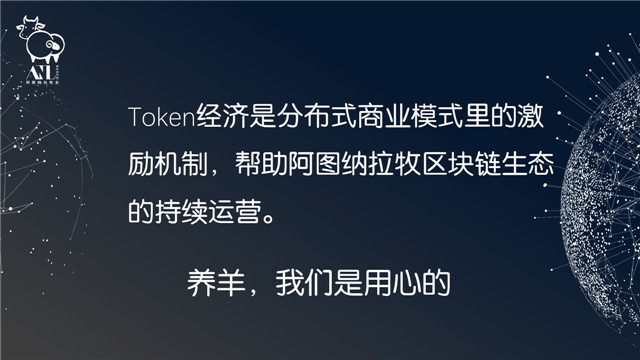 ATL
Token经济是分布式商业模式里的激
励机制，帮助阿图纳拉牧区块链生态
的持续运营。
养羊，我们是用心的